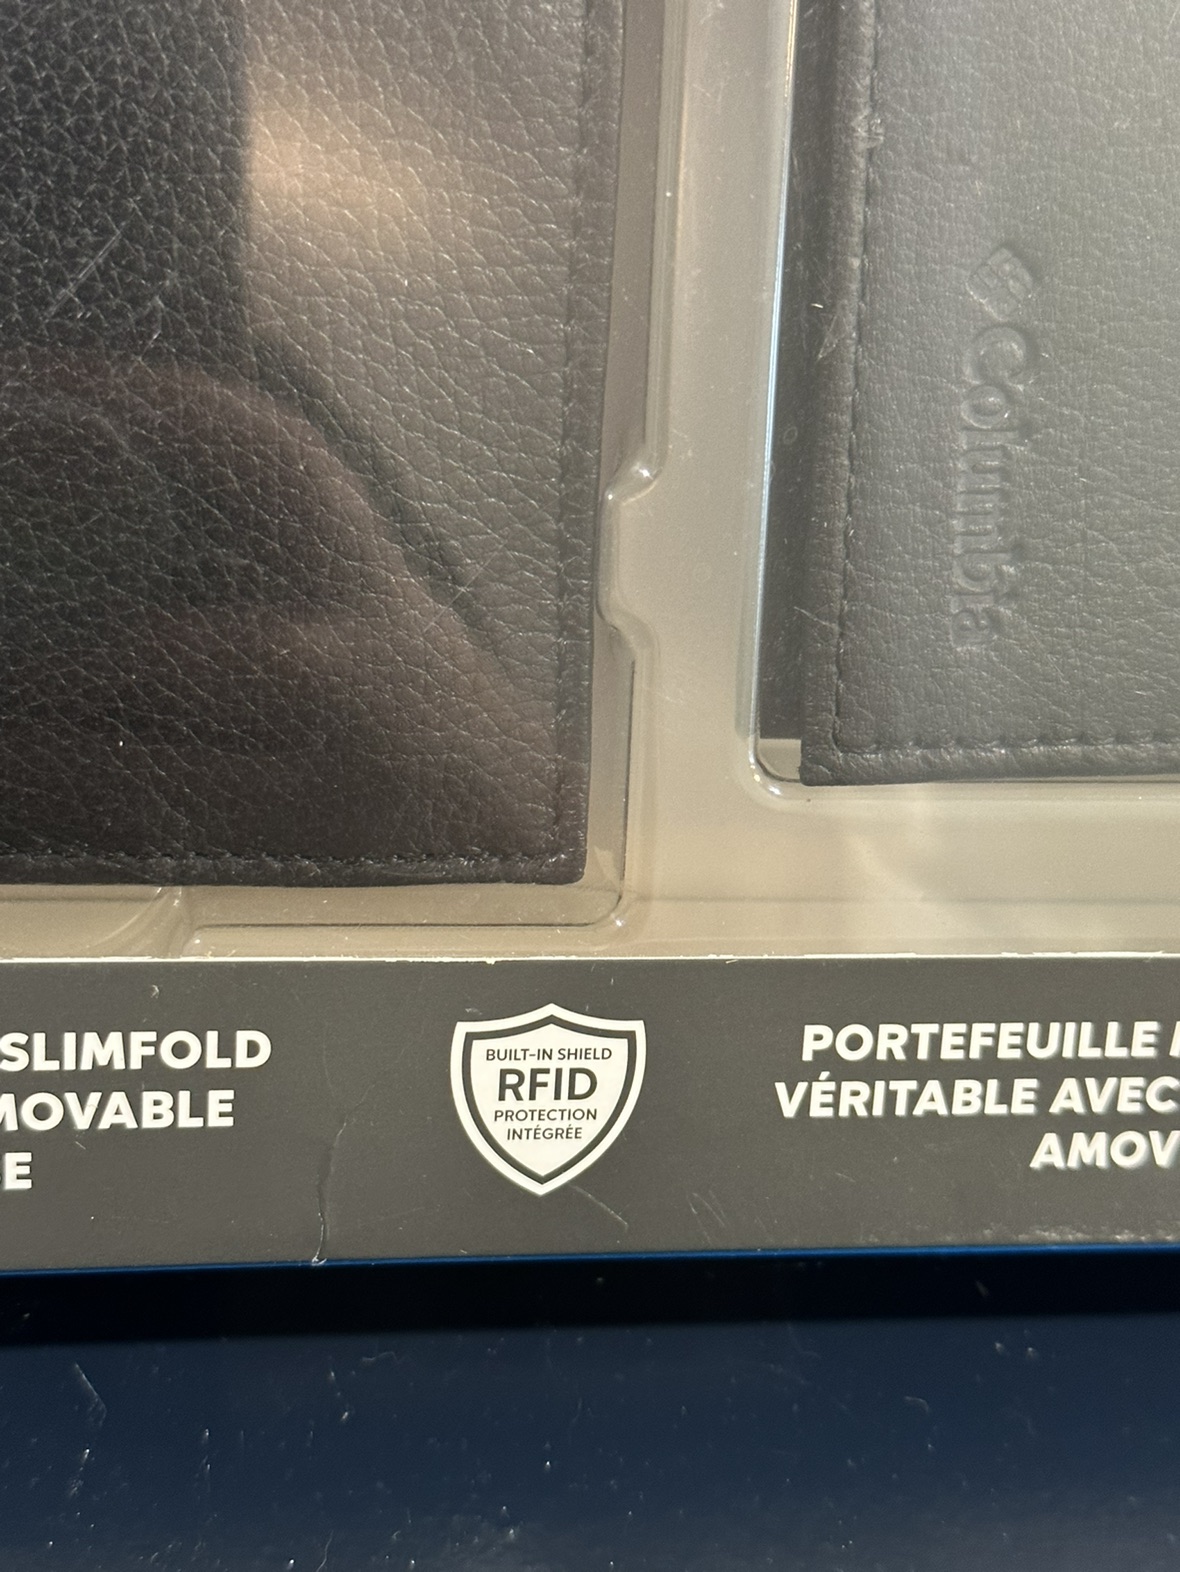 Columbia
SLIMFOLD
MOVABLE
E
BUILT-IN SHIELD
RFID
PROTECTION
INTÉGRÉE
PORTEFEUILLE
VÉRITABLE AVEC
AMOV